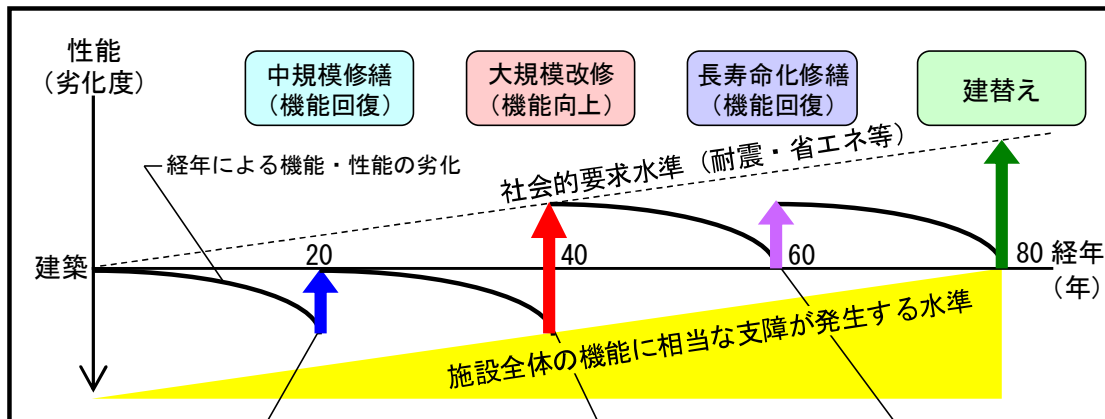 性能
（劣化度）
中規模修繕
（機能回復）
大規模改修
（機能向上）
長寿命化修繕
（機能回復）
建替え
経年による機能・性能の劣化
社会的要求水準（耐震・省エネ等）
建築
20
40
60
80
経年
（年）
施設全体の機能に相当な支障が発生する水準